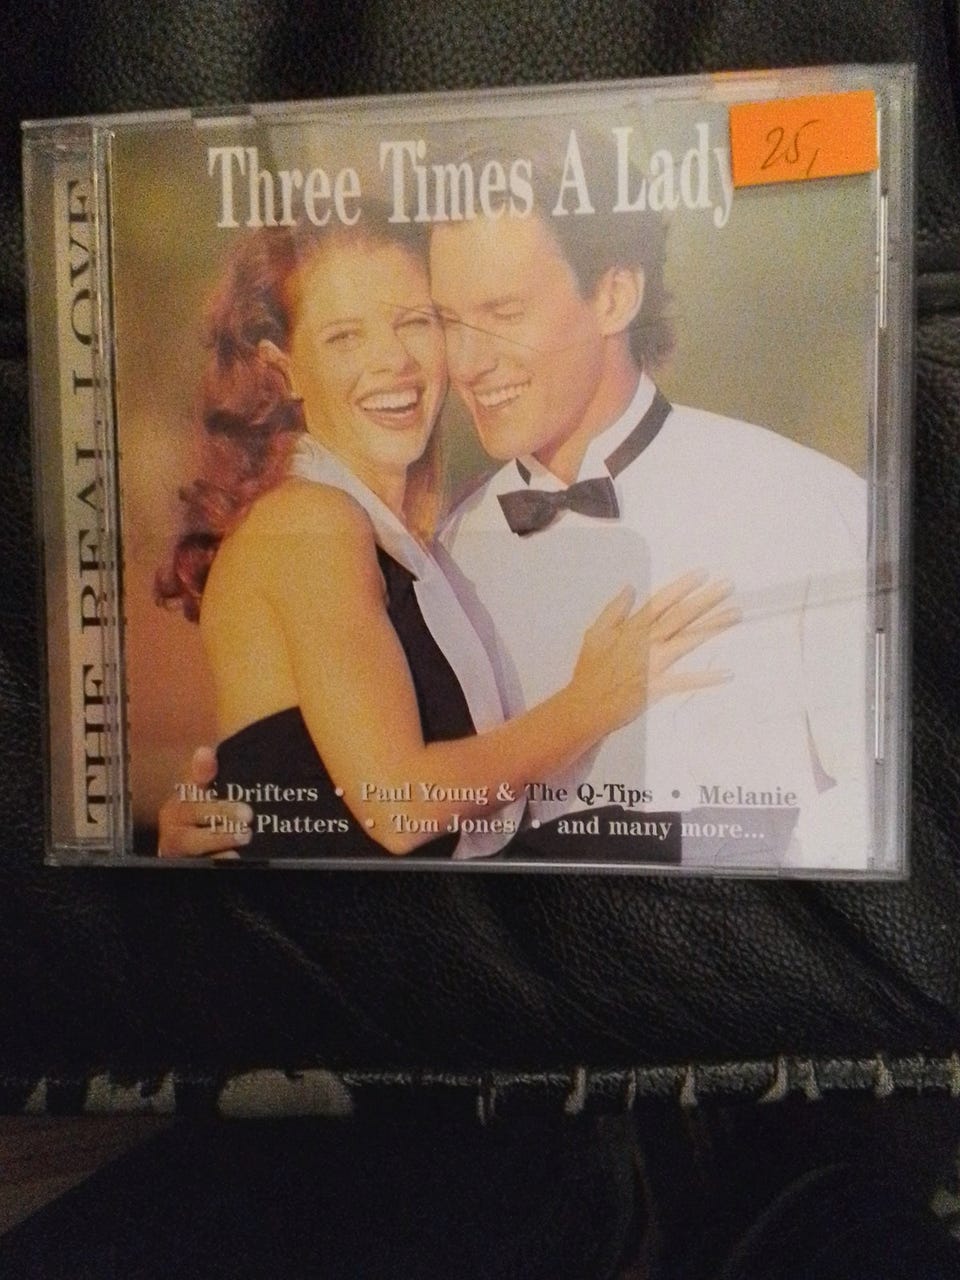 Three Times A Lady
25,
THE REAL LOVE
The Drifters • Paul Young & The Q-Tips • Melanie
The Platters • Tom Jones • and many more...